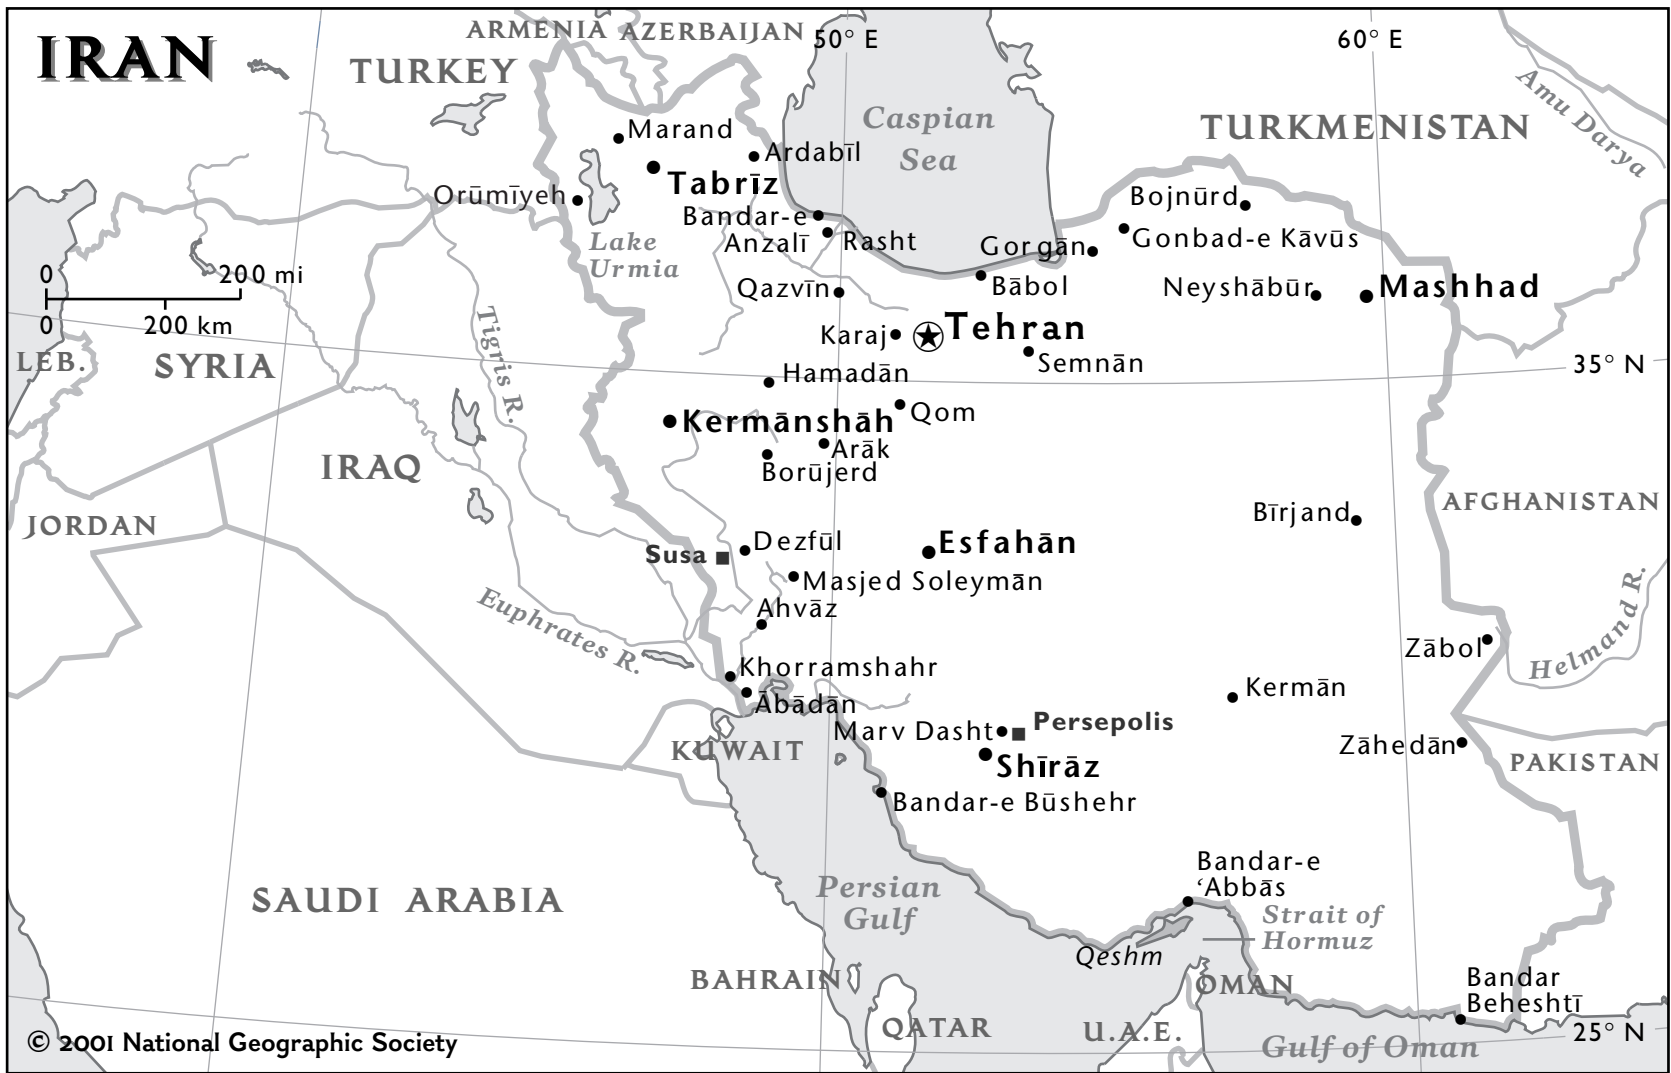 IRAN
ARMENIA
AZERBAIJAN
50° E
60° E
TURKEY
Amu Darya
Caspian
Sea
TURKMENISTAN
Marand
Ardabīl
Tabrīz
Orūmīyeh
Bojnūrd
Bandar-e
Anzalī
Rasht
Lake
Urmia
Gorgān
Gonbad-e Kāvūs
0
200 mi
0
200 km
Qazvīn
Bābol
Neyshābūr
Mashhad
Karaj
Tehran
Semnān
Tigris R.
LEB.
SYRIA
35° N
Hamadān
Qom
Kermānshāh
Arāk
Borūjerd
IRAQ
AFGHANISTAN
Bīrjand
JORDAN
Susa
Dezfūl
Esfahān
Masjed Soleymān
Ahvāz
Euphrates R.
Helmand R.
Zābol
Khorramshahr
Kermān
Ābādān
Marv Dasht
Persepolis
KUWAIT
Zāhedān
PAKISTAN
Shīrāz
Bandar-e Būshehr
SAUDI ARABIA
Persian
Gulf
Bandar-e
‘Abbās
Strait of
Hormuz
Qeshm
BAHRAIN
OMAN
Bandar
Beheshtī
QATAR
U.A.E.
Gulf of Oman
25° N
© 2001 National Geographic Society